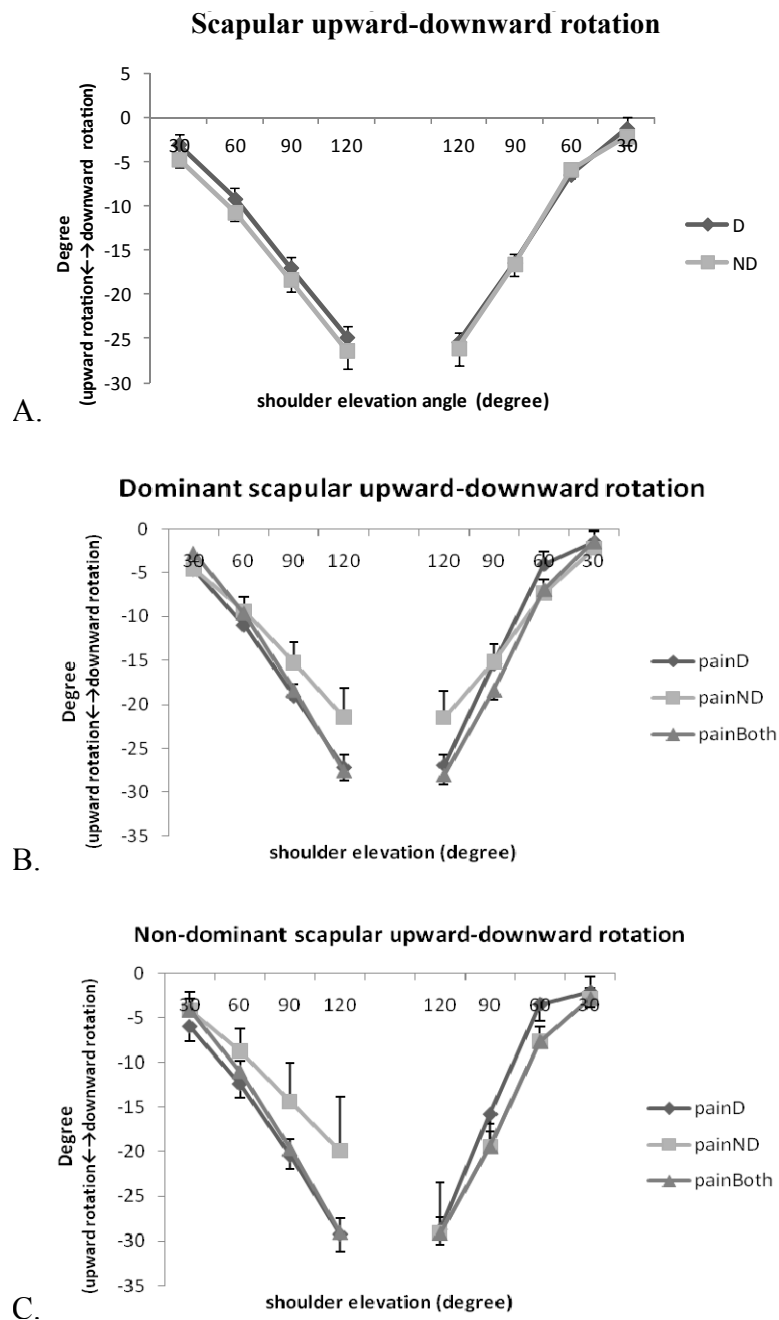 Scapular upward-downward rotation
5
0
-5
-10
-15
-20
-25
-30
30 60 90 120 120 90 60 30
Degree
(upward rotation←→downward rotation)
D
ND
shoulder elevation angle (degree)
A.
Dominant scapular upward-downward rotation
0
-5
-10
-15
-20
-25
-30
-35
30 60 90 120 120 90 60 30
Degree
(upward rotation←→downward rotation)
painD
painND
painBoth
shoulder elevation (degree)
B.
Non-dominant scapular upward-downward rotation
0
-5
-10
-15
-20
-25
-30
-35
30 60 90 120 120 90 60 30
Degree
(upward rotation←→downward rotation)
painD
painND
painBoth
shoulder elevation (degree)
C.